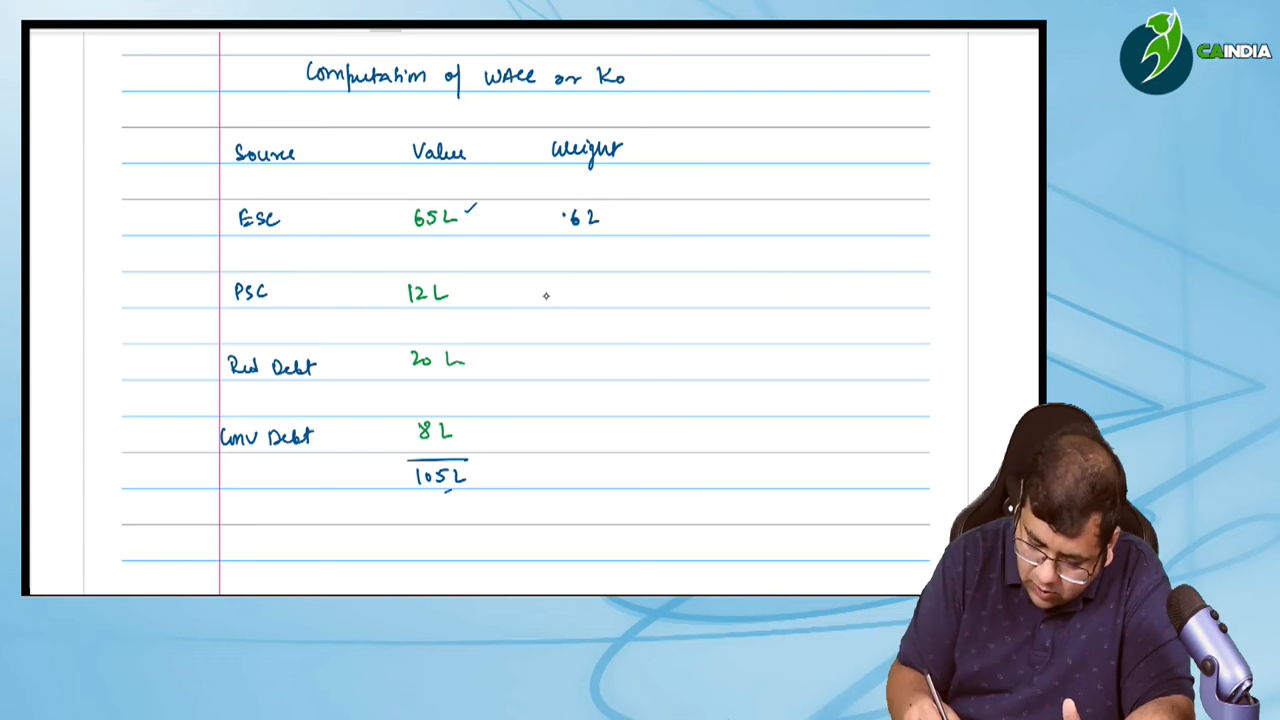 CAINDIA
Computation of WACC or Ko
Source Value Weight
ESC 65L ✓ .62
PSC 12L
Red Debt 20 L
Conv Debt 8L
105L